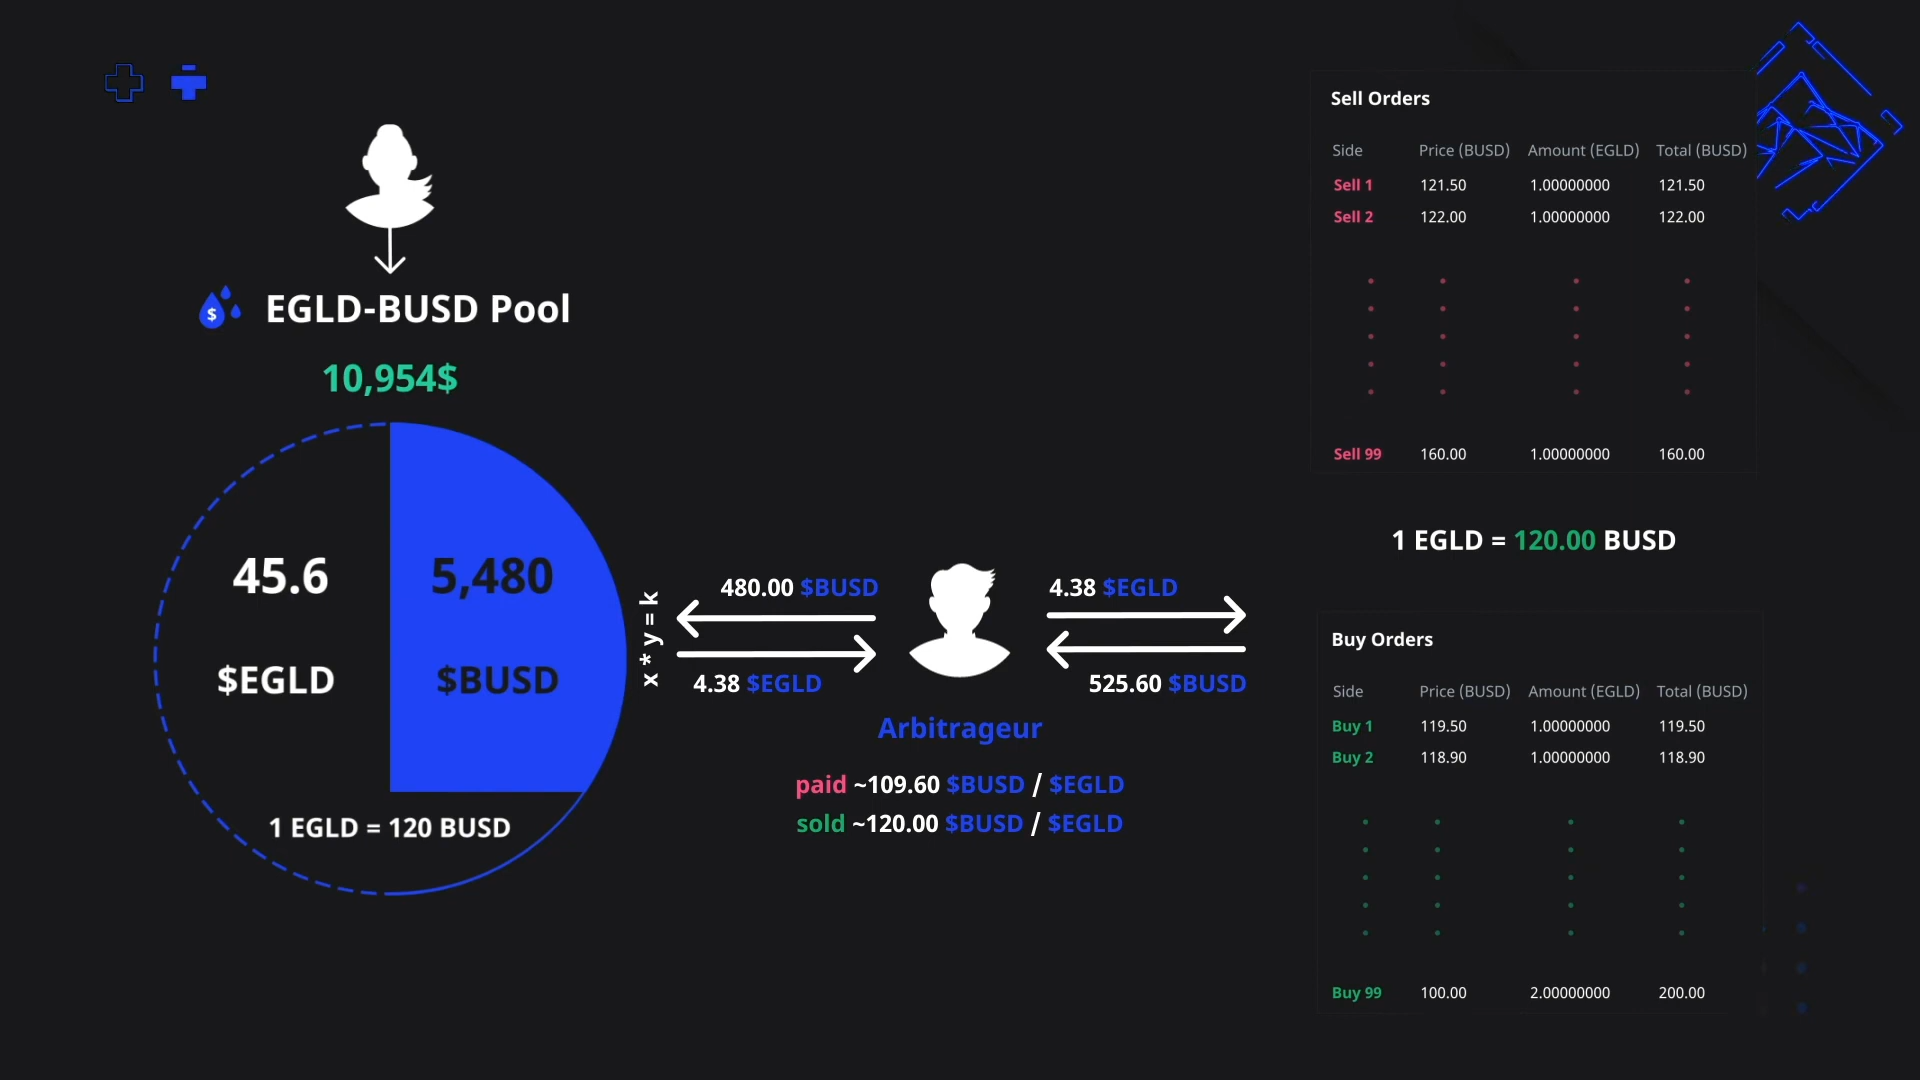 $ EGLD-BUSD Pool
10,954$
45.6
$EGLD
5,480
$BUSD
1 EGLD = 120 BUSD
x * y = k
480.00 $BUSD
4.38 $EGLD
4.38 $EGLD
525.60 $BUSD
Arbitrageur
paid ~109.60 $BUSD / $EGLD
sold ~120.00 $BUSD / $EGLD
Sell Orders
Side Price (BUSD) Amount (EGLD) Total (BUSD)
Sell 1 121.50 1.00000000 121.50
Sell 2 122.00 1.00000000 122.00
Sell 99 160.00 1.00000000 160.00
1 EGLD = 120.00 BUSD
Buy Orders
Side Price (BUSD) Amount (EGLD) Total (BUSD)
Buy 1 119.50 1.00000000 119.50
Buy 2 118.90 1.00000000 118.90
Buy 99 100.00 2.00000000 200.00